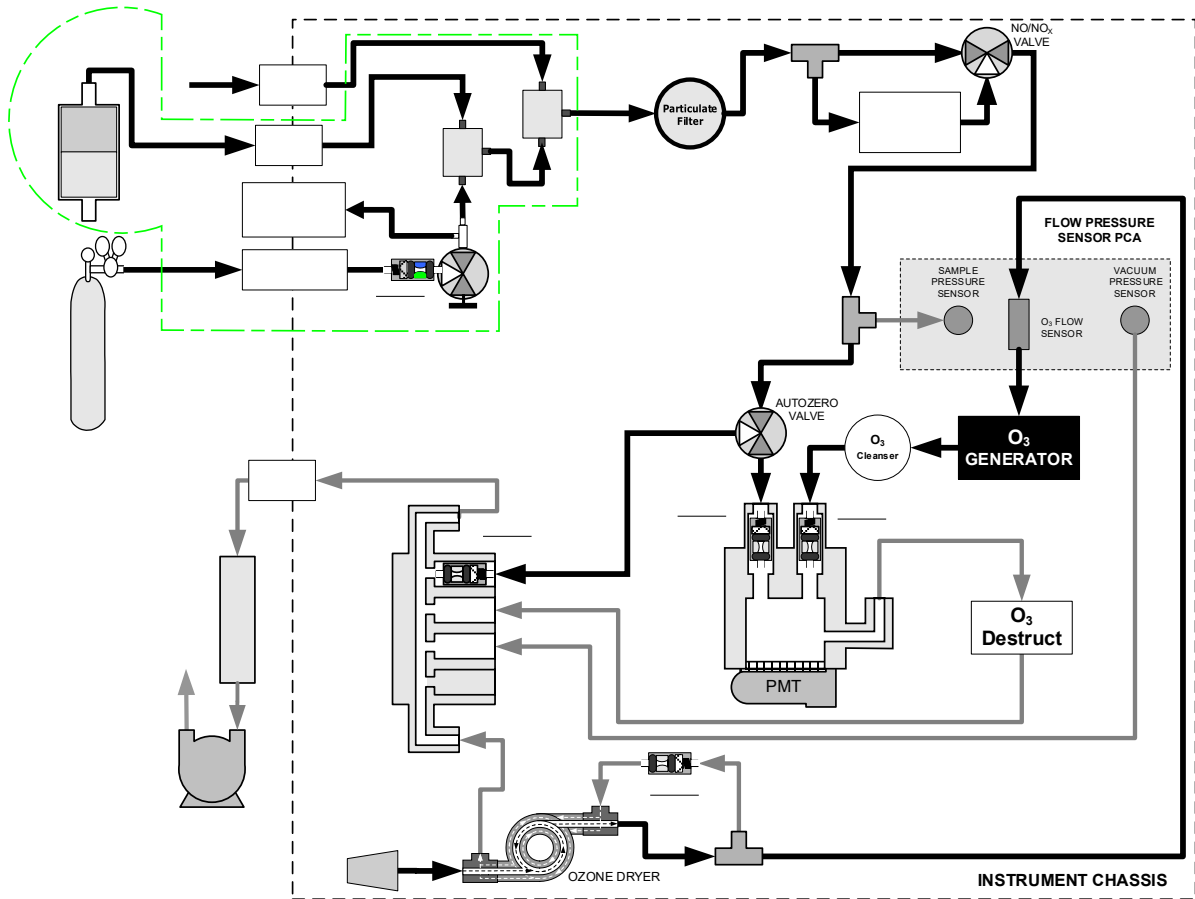 NO/NOX
VALVE
Particulate
Filter
FLOW PRESSURE
SENSOR PCA
SAMPLE
PRESSURE
SENSOR
VACUUM
PRESSURE
SENSOR
O3 FLOW
SENSOR
AUTOZERO
VALVE
O3
Cleanser
O3
GENERATOR
O3
Destruct
PMT
OZONE DRYER
INSTRUMENT CHASSIS